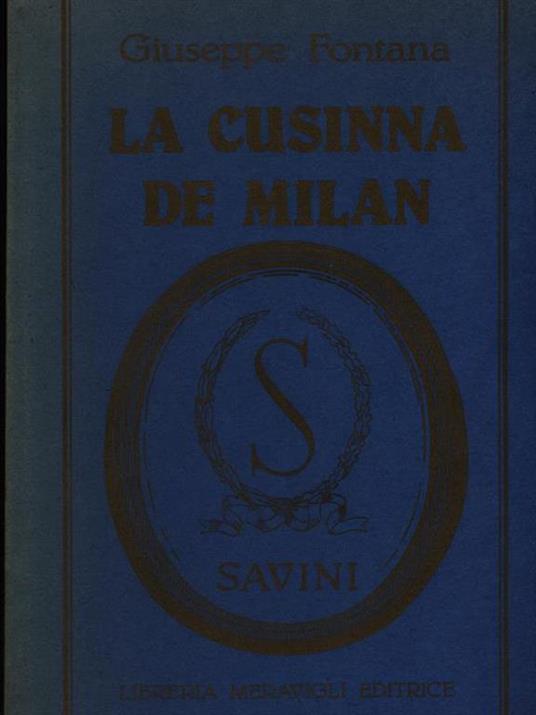 Giuseppe Fontana
LA CUSINNA
DE MILAN
S
SAVINI
LIBRERIA MERAVIGLI EDITRICE